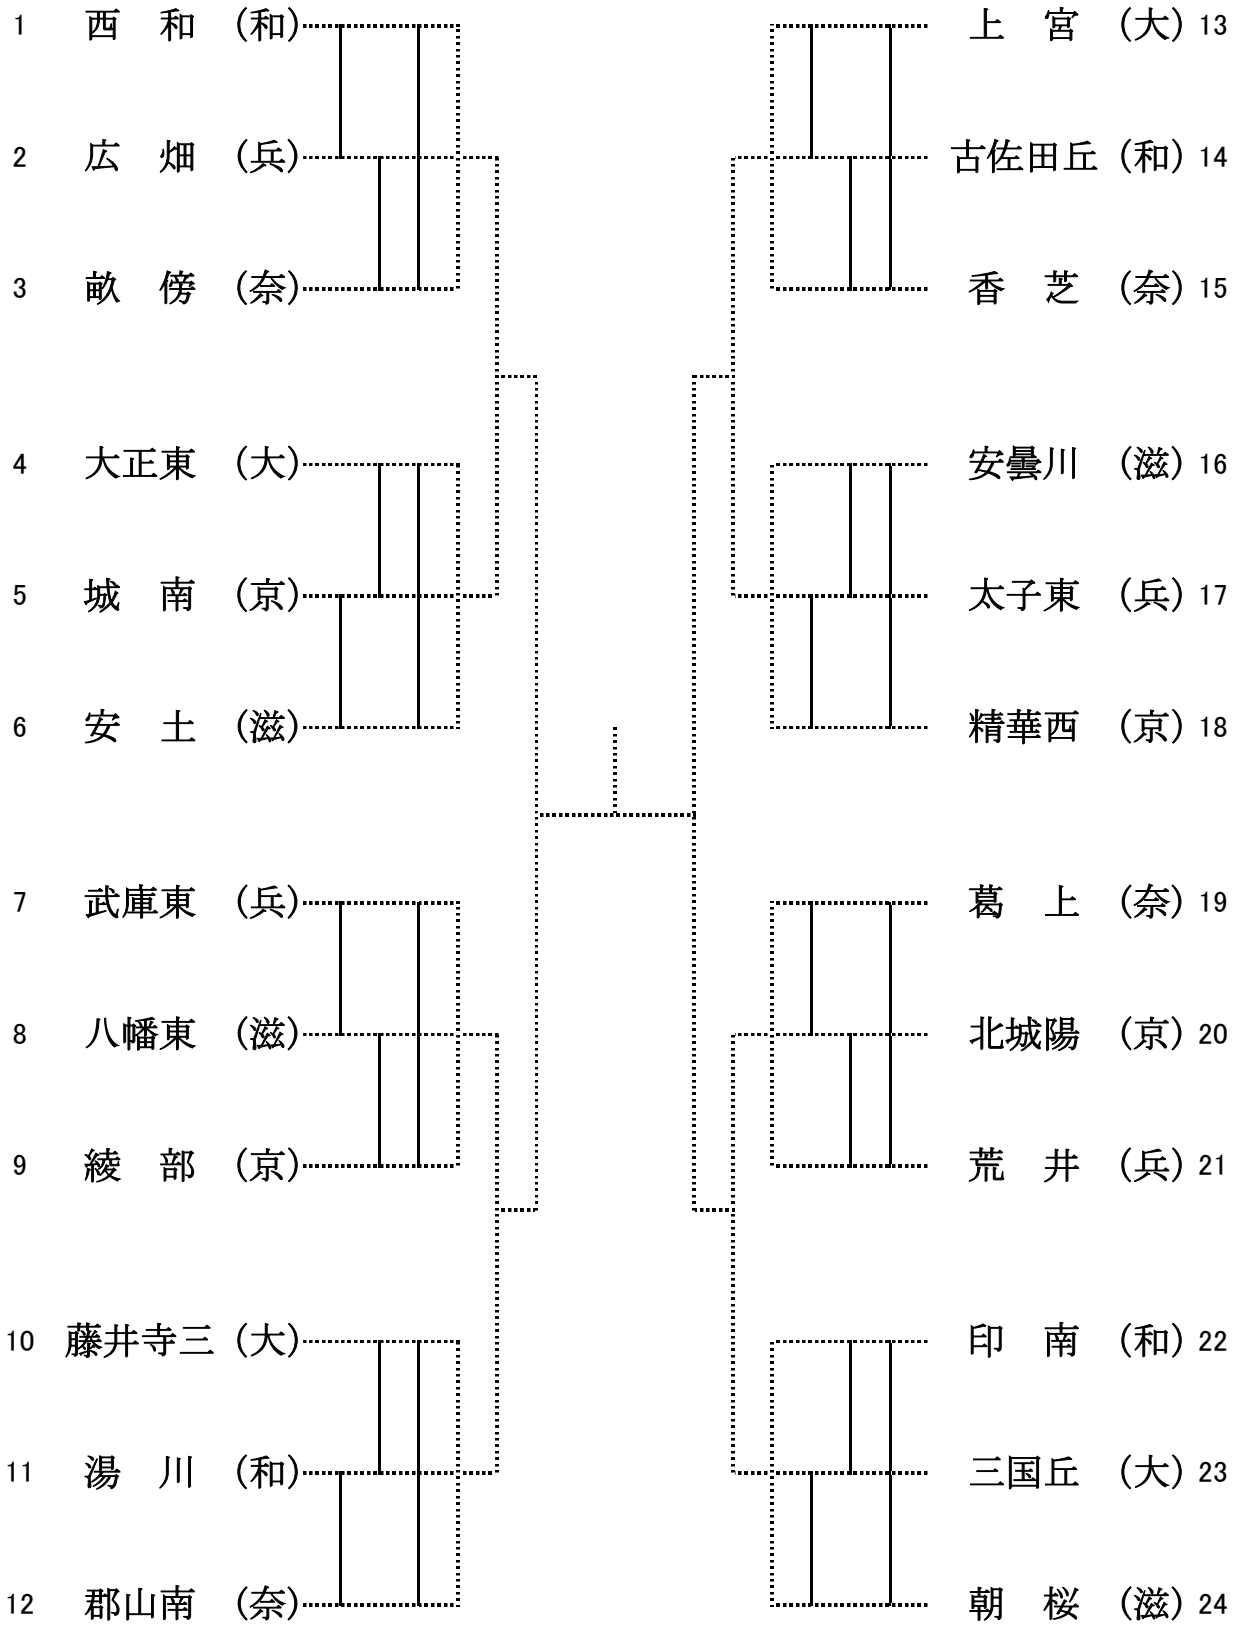 1 西 和 (和)
2 広 畑 (兵)
3 畝 傍 (奈)
4 大正東 (大)
5 城 南 (京)
6 安 土 (滋)
7 武庫東 (兵)
8 八幡東 (滋)
9 綾 部 (京)
10 藤井寺三 (大)
11 湯 川 (和)
12 郡山南 (奈)
上 宮 (大) 13
古佐田丘 (和) 14
香 芝 (奈) 15
安曇川 (滋) 16
太子東 (兵) 17
精華西 (京) 18
葛 上 (奈) 19
北城陽 (京) 20
荒 井 (兵) 21
印 南 (和) 22
三国丘 (大) 23
朝 桜 (滋) 24